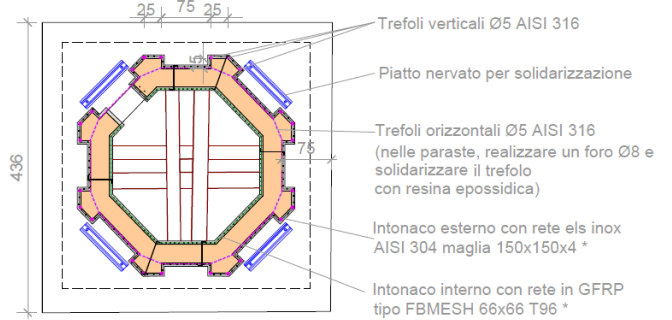 25 75 25
Trefoli verticali Ø5 AISI 316
5
Piatto nervato per solidarizzazione
436
Trefoli orizzontali Ø5 AISI 316
75
(nelle paraste, realizzare un foro Ø8 e
solidarizzare il trefolo
con resina epossidica)
Intonaco esterno con rete els inox
AISI 304 maglia 150x150x4 *
Intonaco interno con rete in GFRP
tipo FBMESH 66x66 T96 *